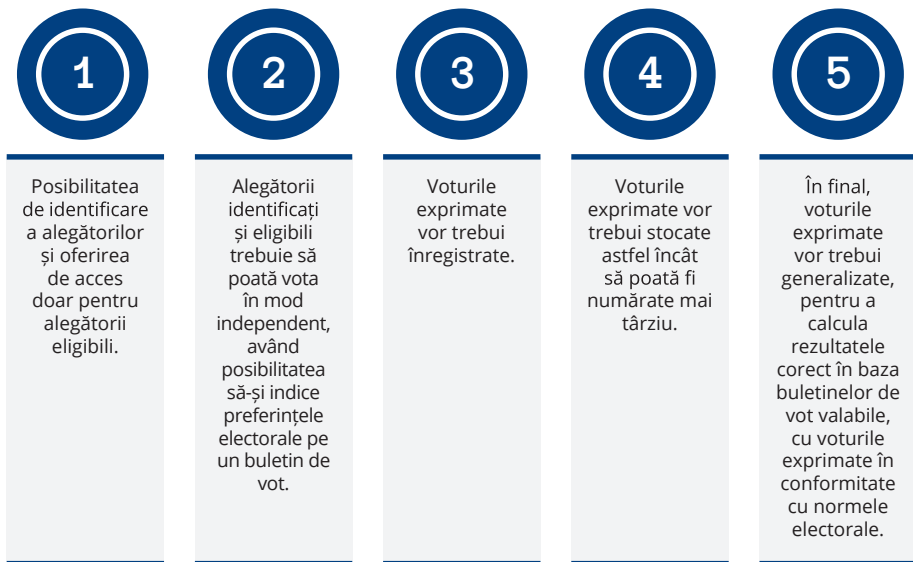 1
Posibilitatea
de identificare
a alegătorilor
și oferirea
de acces
doar pentru
alegătorii
eligibili.
2
Alegătorii
identificați
și eligibili
trebuie să
poată vota
în mod
independent,
având
posibilitatea
să-și indice
preferințele
electorale pe
un buletin de
vot.
3
Voturile
exprimate
vor trebui
înregistrate.
4
Voturile
exprimate vor
trebui stocate
astfel încât
să poată fi
numărate mai
târziu.
5
În final,
voturile
exprimate
vor trebui
generalizate,
pentru a
calcula
rezultatele
corect în baza
buletinelor de
vot valabile,
cu voturile
exprimate în
conformitate
cu normele
electorale.